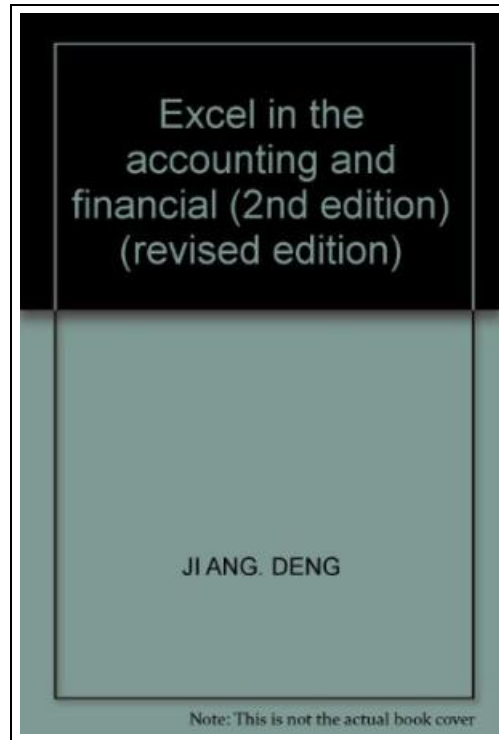 Excel in the
accounting and
financial (2nd edition)
(revised edition)
JI ANG. DENG
Note: This is not the actual book cover